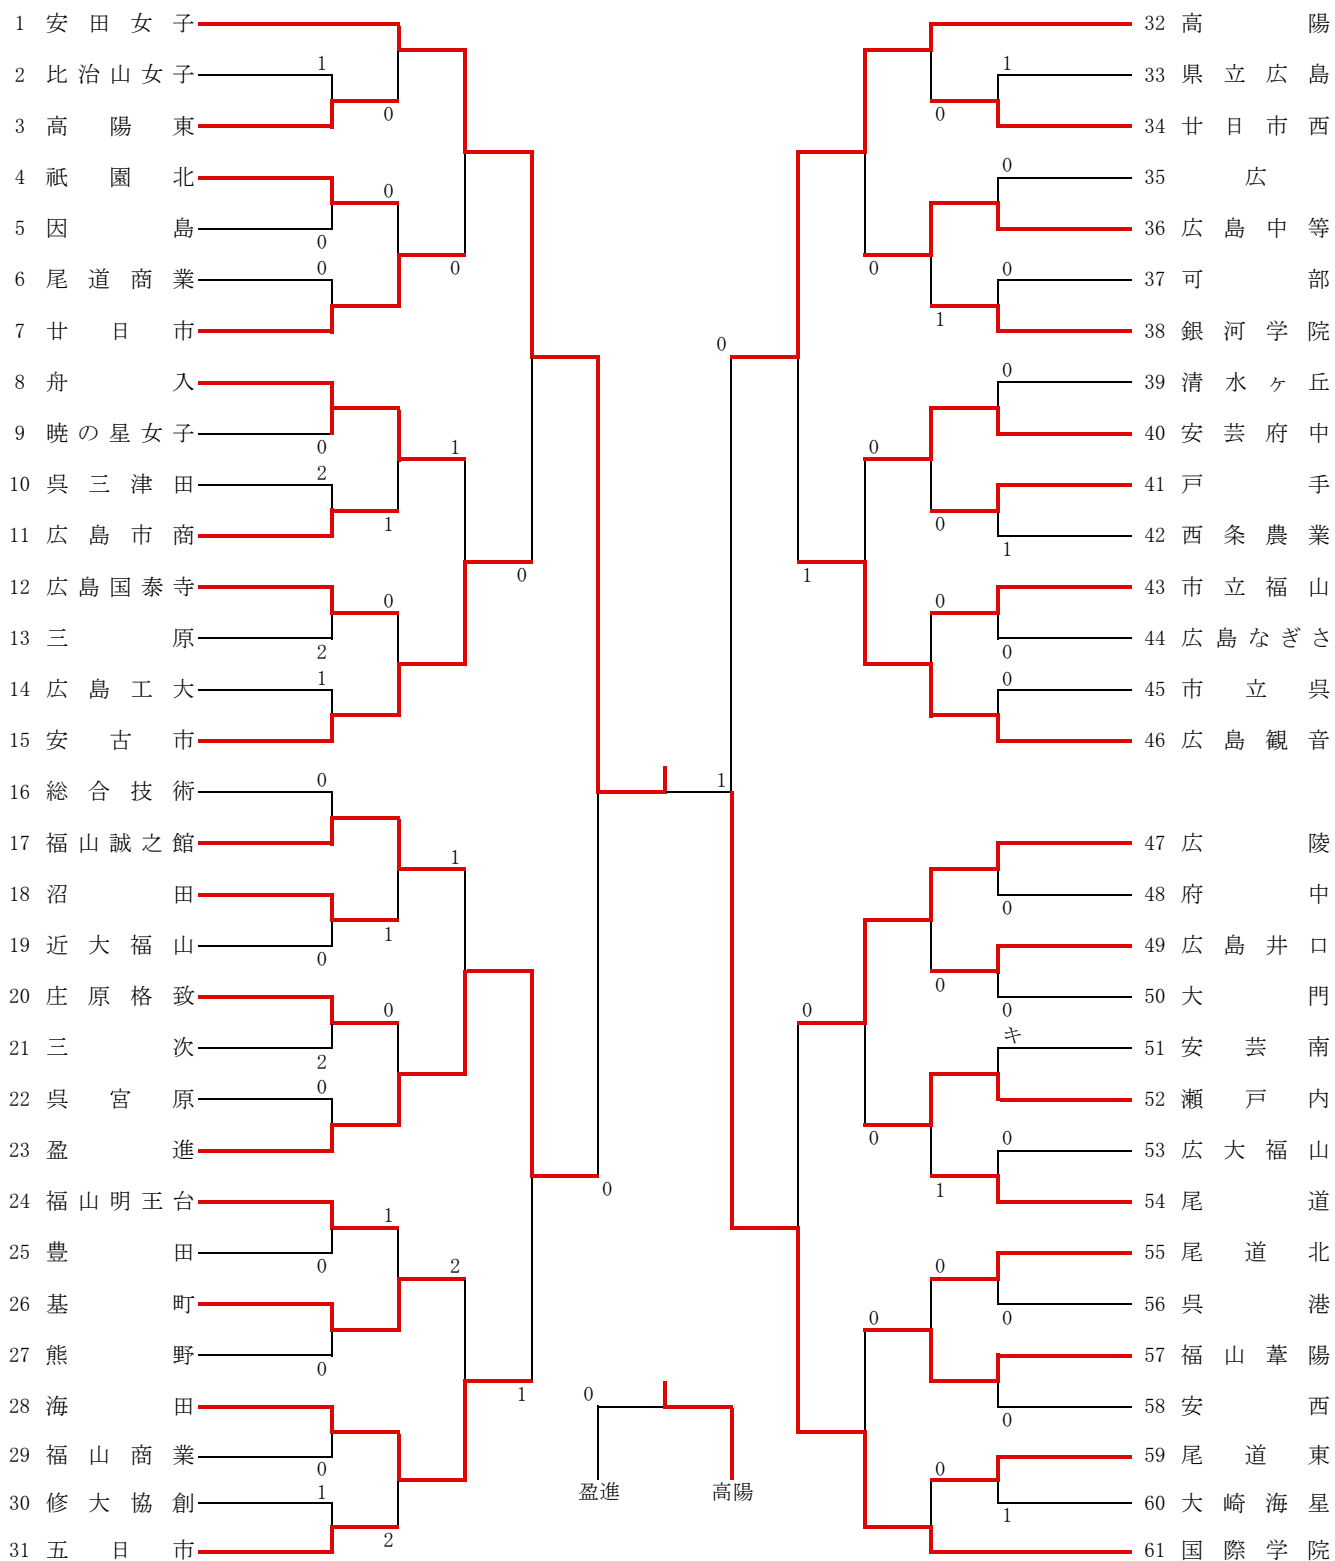 1 安田女子
2 比治山女子
3 高陽東
4 祇園北
5 因島
6 尾道商業
7 廿日市
8 舟入
9 暁の星女子
10 呉三津田
11 広島市商
12 広島国泰寺
13 三原
14 広島工大
15 安古市
16 総合技術
17 福山誠之館
18 沼田
19 近大福山
20 庄原格致
21 三次
22 呉宮原
23 盈進
24 福山明王台
25 豊田
26 基町
27 熊野
28 海田
29 福山商業
30 修大協創
31 五日市
1
0
0
0
0
0
0
2
1
1
0
2
0
1
0
1
0
0
1
0
2
0
1
0
2
0
0
1
2
1
1
0
0
1
0
1
盈進
高陽
0
0
1
1
0
0
0
0
1
0
0
0
1
1
0
0
0
0
0
0
0
キ
0
0
1
0
0
0
0
0
0
1
32 高陽
33 県立広島
34 廿日市西
35 広
36 広島中等
37 可部
38 銀河学院
39 清水ヶ丘
40 安芸府中
41 戸手
42 西条農業
43 市立福山
44 広島なぎさ
45 市立呉
46 広島観音
47 広陵
48 府中
49 広島井口
50 大門
51 安芸南
52 瀬戸内
53 広大福山
54 尾道
55 尾道北
56 呉港
57 福山葦陽
58 安西
59 尾道東
60 大崎海星
61 国際学院